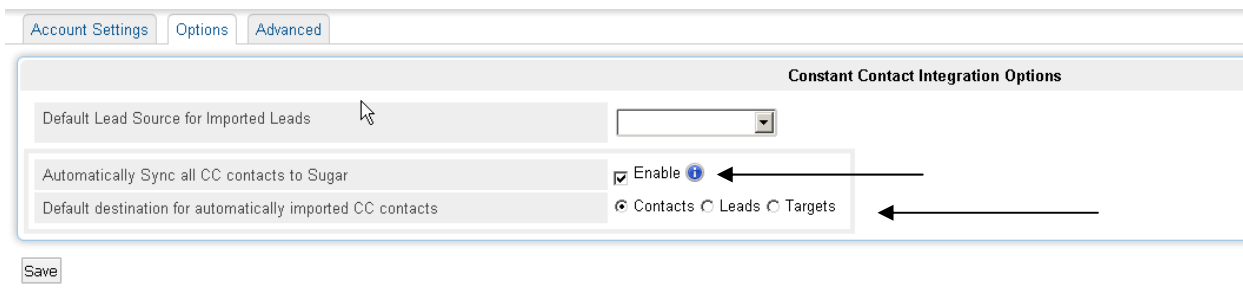 Account Settings Options Advanced
Constant Contact Integration Options
Default Lead Source for Imported Leads
Automatically Sync all CC contacts to Sugar Enable i
Default destination for automatically imported CC contacts Contacts Leads Targets
Save